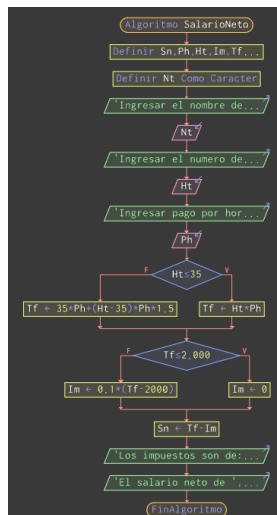 Algoritmo SalarioNeto
Definir Sn,Ph,Ht,Im,Tf...
Definir Nt Como Caracter
'Ingresar el nombre de...
Nt
'Ingresar el numero de...
Ht
'Ingresar pago por hor...
Ph
Ht≤35
F V
Tf ← 35*Ph+(Ht-35)*Ph*1,5 Tf ← Ht*Ph
Tf≤2,000
F V
Im ← 0,1*(Tf-2000) Im ← 0
Sn ← Tf-Im
'Los impuestos son de:...
'El salario neto de ',...
FinAlgoritmo